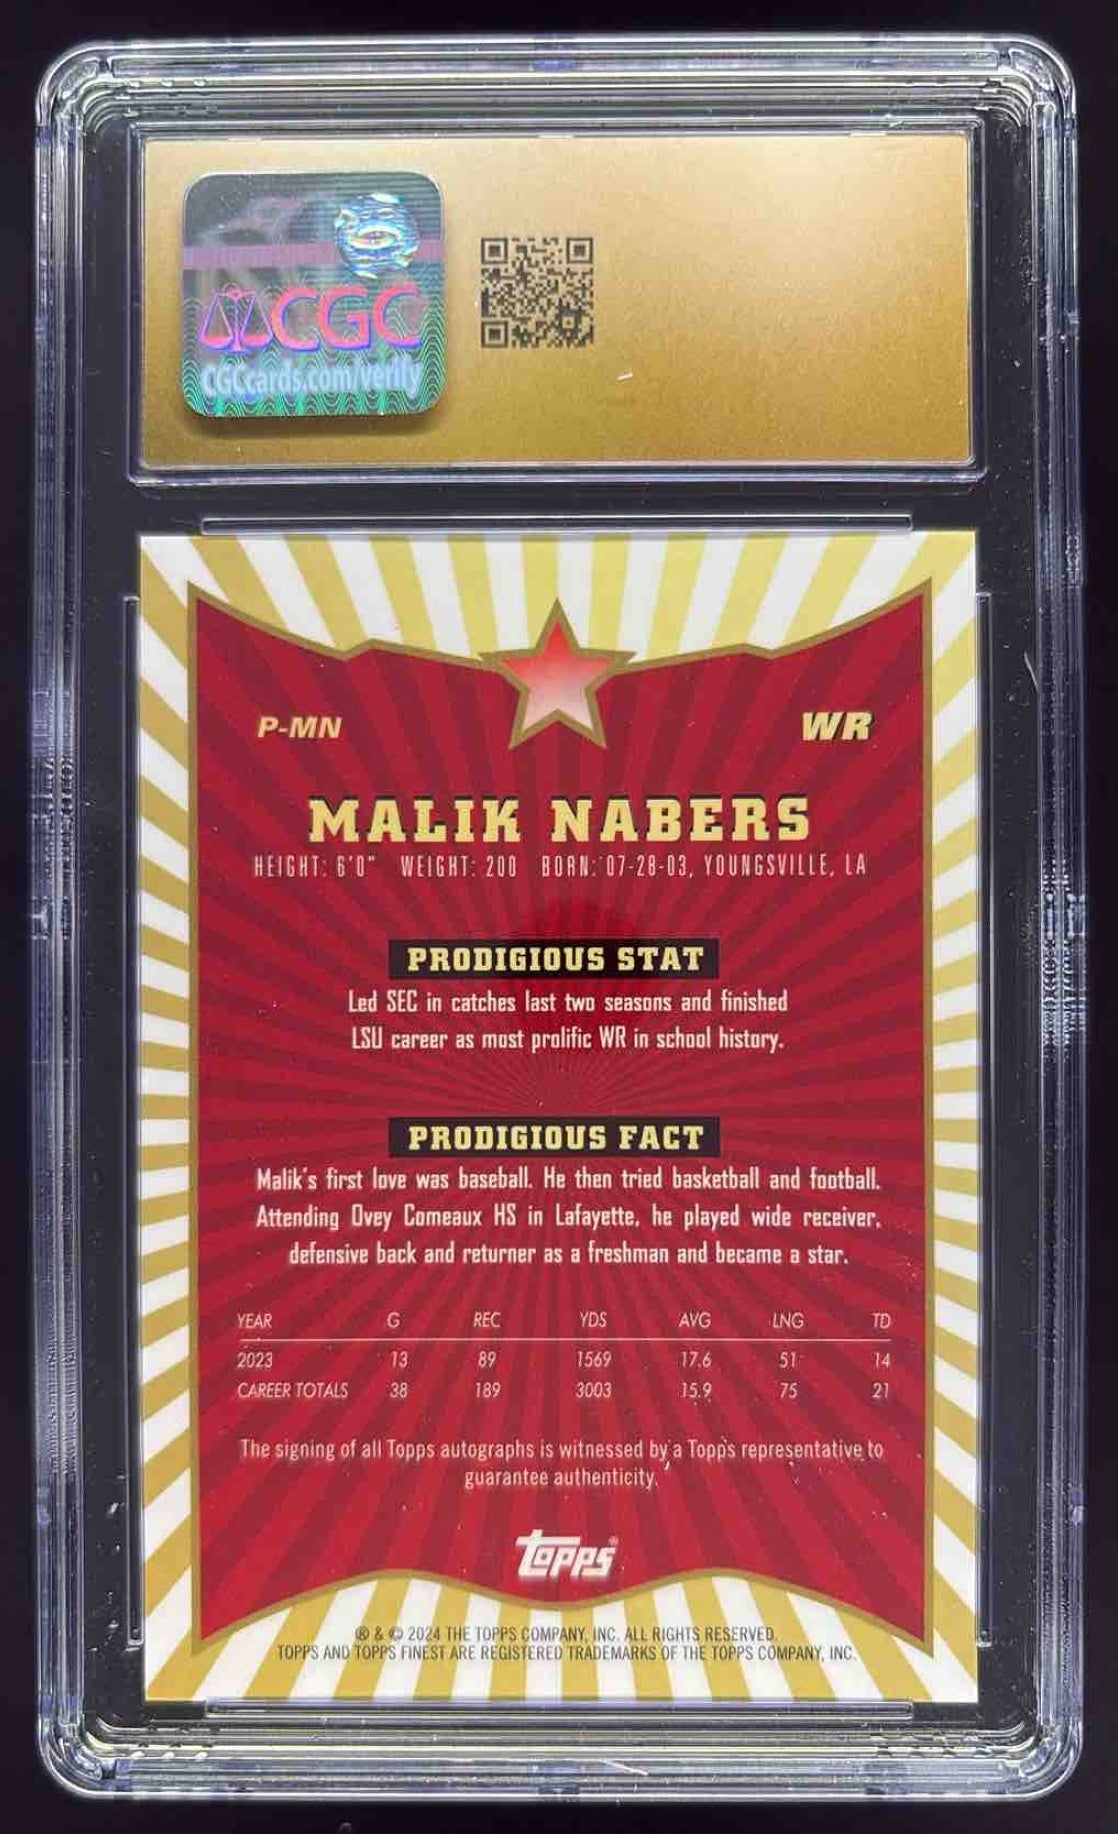 CGC
CGCcards.com/verify
P-MN WR
MALIK NABERS
HEIGHT: 6'0" WEIGHT: 200 BORN: 07-28-03, YOUNGSVILLE, LA
PRODIGIOUS STAT
Led SEC in catches last two seasons and finished
LSU career as most prolific WR in school history.
PRODIGIOUS FACT
Malik's first love was baseball. He then tried basketball and football.
Attending Ovey Comeaux HS in Lafayette, he played wide receiver,
defensive back and returner as a freshman and became a star.
YEAR G REC YDS AVG LNG TD
2023 13 89 1569 17.6 51 14
CAREER TOTALS 38 189 3003 15.9 75 21
The signing of all Topps autographs is witnessed by a Topps representative to
guarantee authenticity.
Topps®
® & © 2024 THE TOPPS COMPANY, INC. ALL RIGHTS RESERVED.
TOPPS AND TOPPS FINEST ARE REGISTERED TRADEMARKS OF THE TOPPS COMPANY, INC.